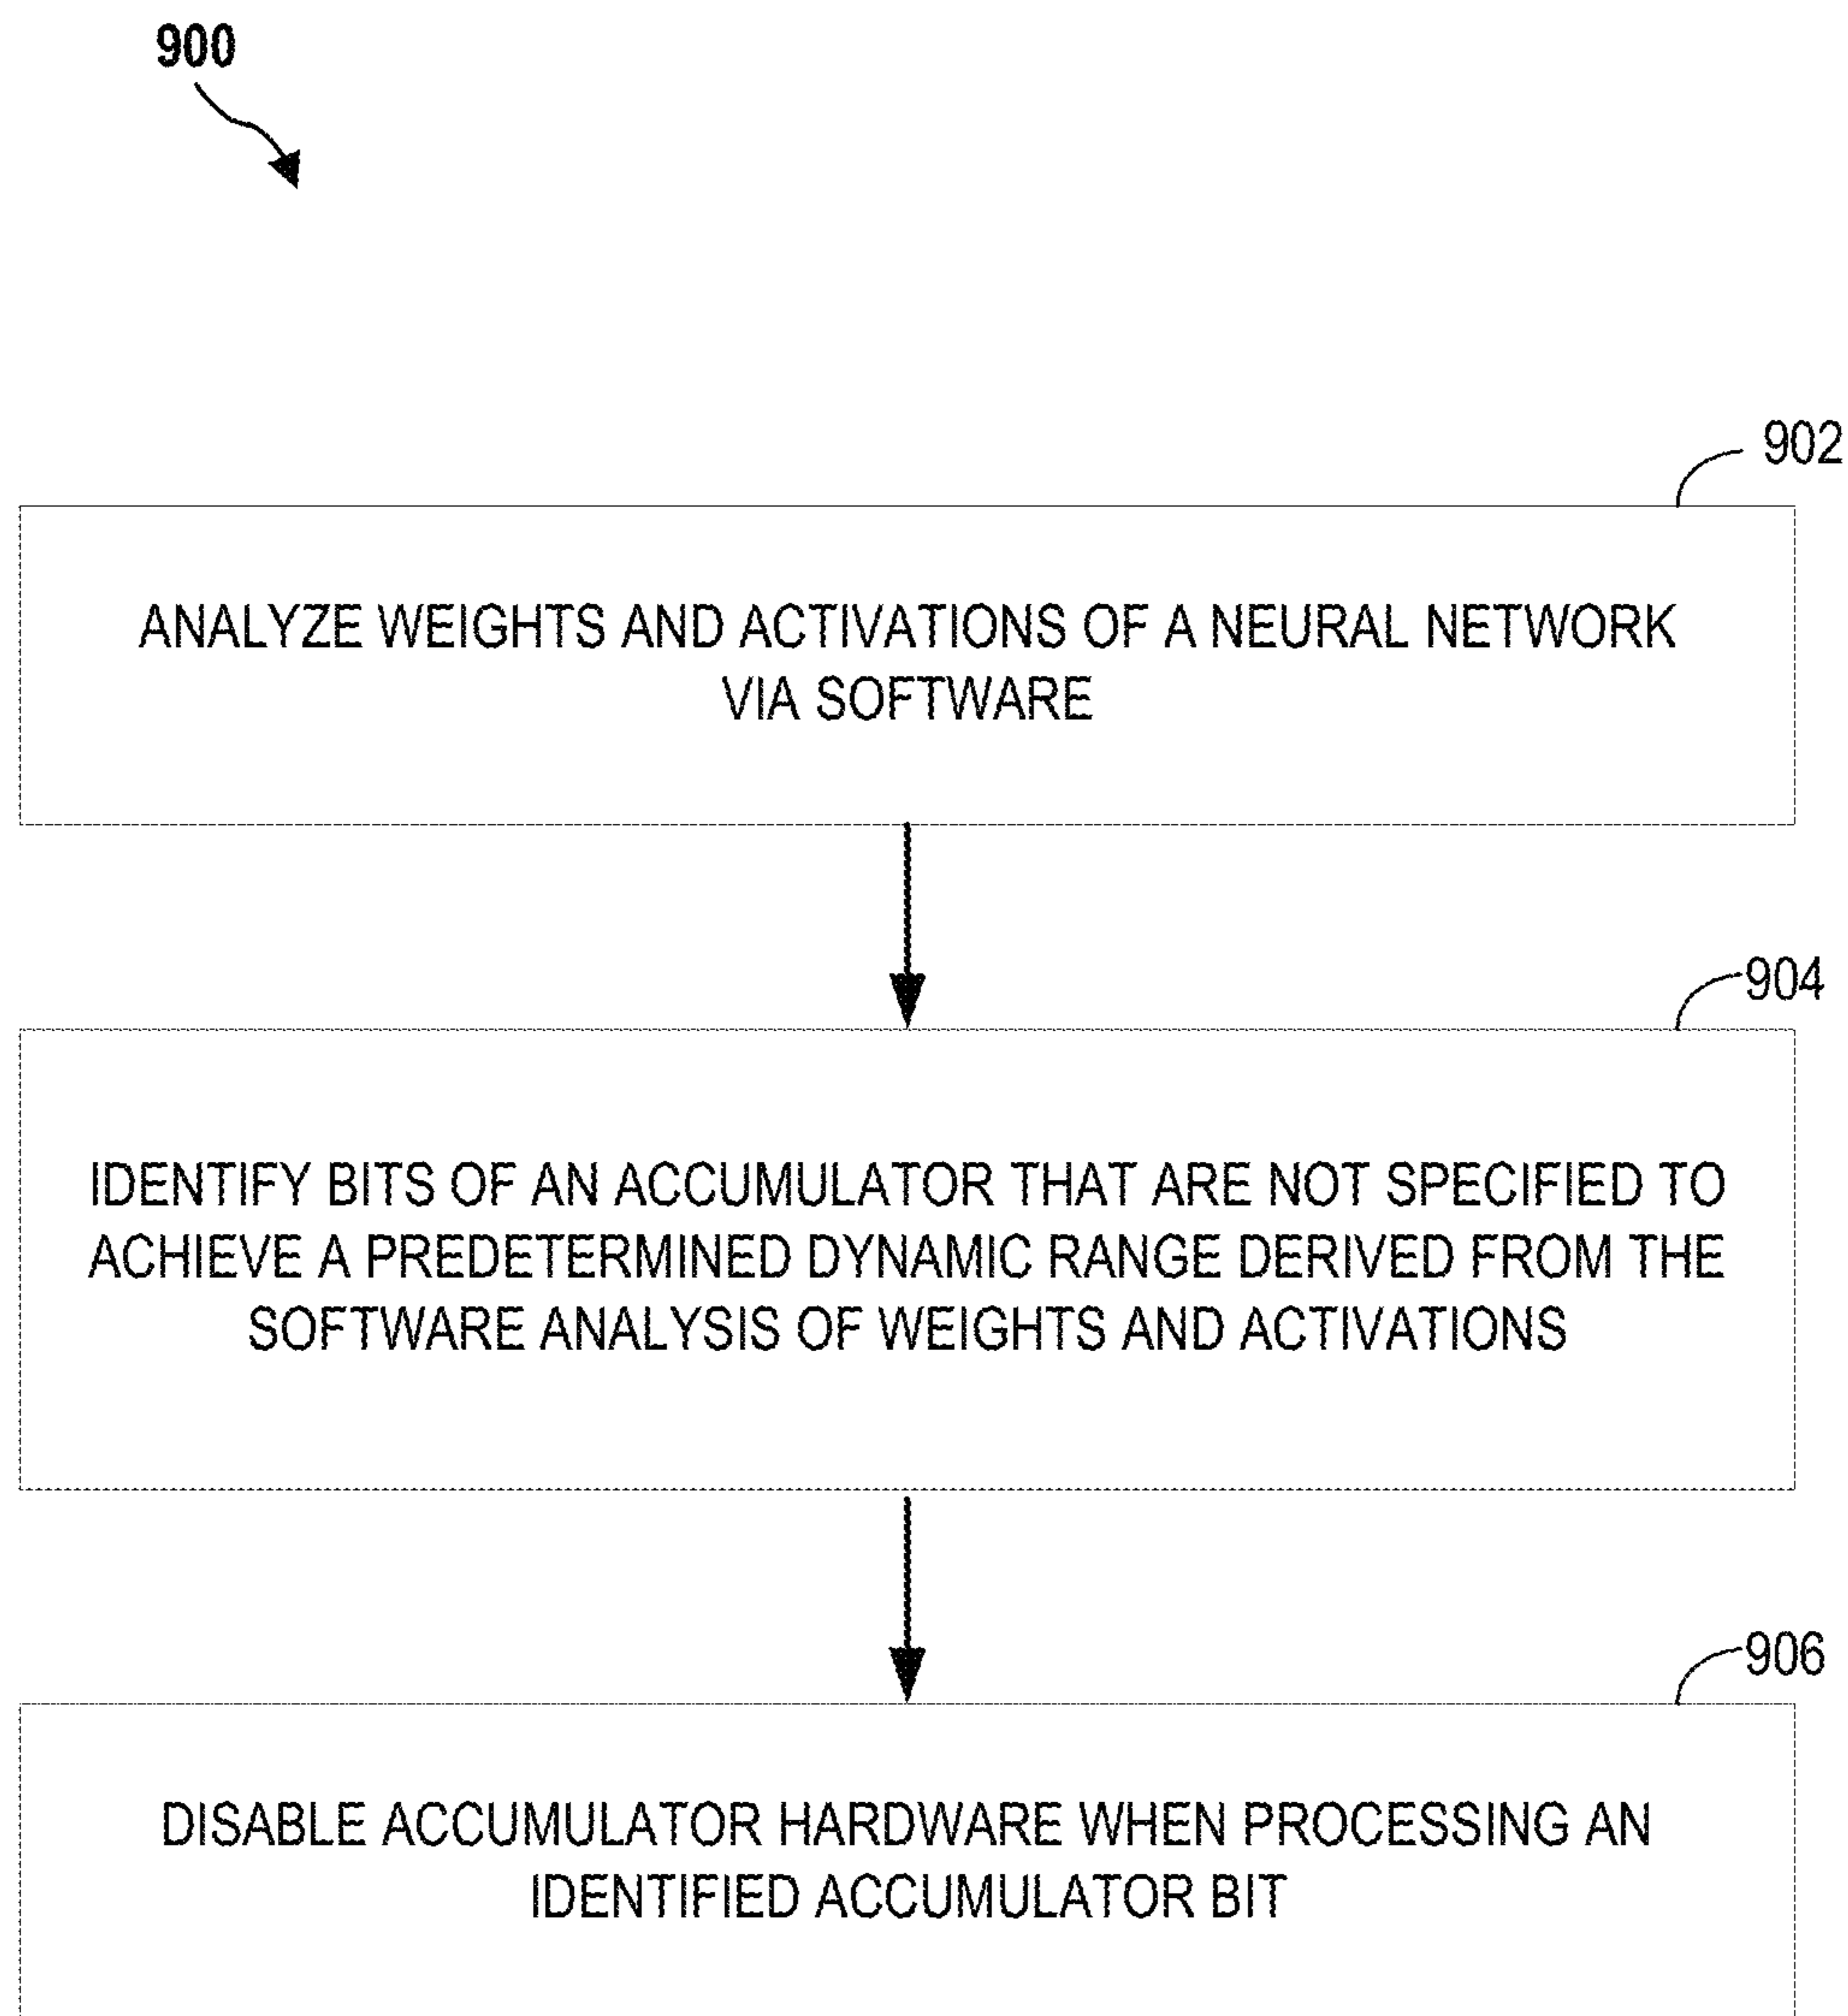 900
902
ANALYZE WEIGHTS AND ACTIVATIONS OF A NEURAL NETWORK
VIA SOFTWARE
904
IDENTIFY BITS OF AN ACCUMULATOR THAT ARE NOT SPECIFIED TO
ACHIEVE A PREDETERMINED DYNAMIC RANGE DERIVED FROM THE
SOFTWARE ANALYSIS OF WEIGHTS AND ACTIVATIONS
906
DISABLE ACCUMULATOR HARDWARE WHEN PROCESSING AN
IDENTIFIED ACCUMULATOR BIT